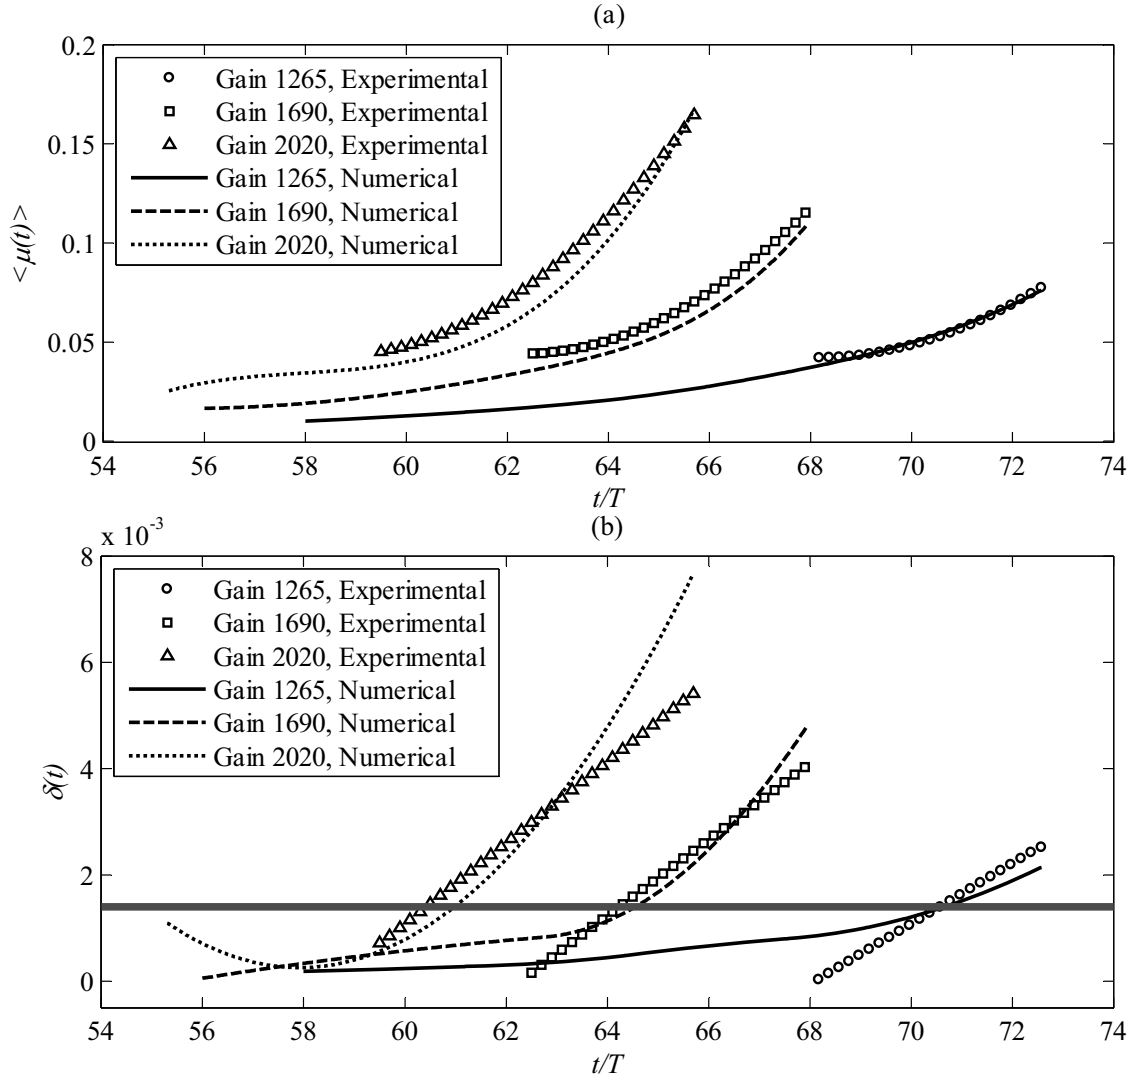 (a)
0.2
0.15
0.1
0.05
0
<μ(t)>
Gain 1265, Experimental
Gain 1690, Experimental
Gain 2020, Experimental
Gain 1265, Numerical
Gain 1690, Numerical
Gain 2020, Numerical
54 56 58 60 62 64 66 68 70 72 74
t/T
(b)
x 10⁻³
8
6
4
2
0
δ(t)
Gain 1265, Experimental
Gain 1690, Experimental
Gain 2020, Experimental
Gain 1265, Numerical
Gain 1690, Numerical
Gain 2020, Numerical
54 56 58 60 62 64 66 68 70 72 74
t/T